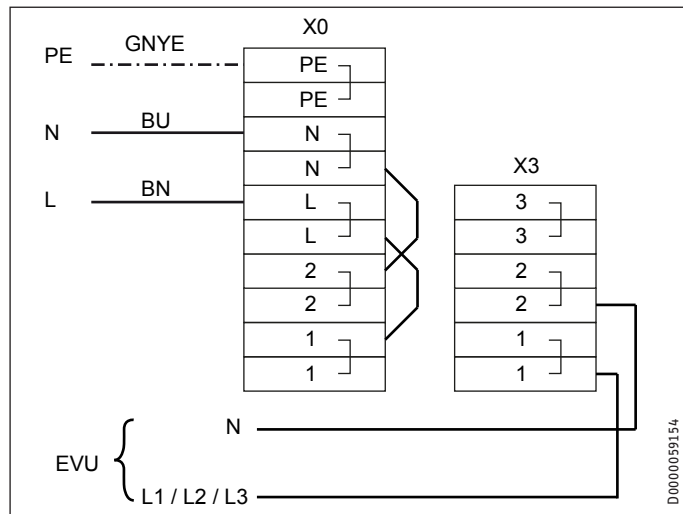 X0
PE GNYE
PE
PE
N BU
N
N
L BN
L
L
2
2
1
1
X3
3
3
2
2
1
1
N
EVU
L1 / L2 / L3
D0000059154